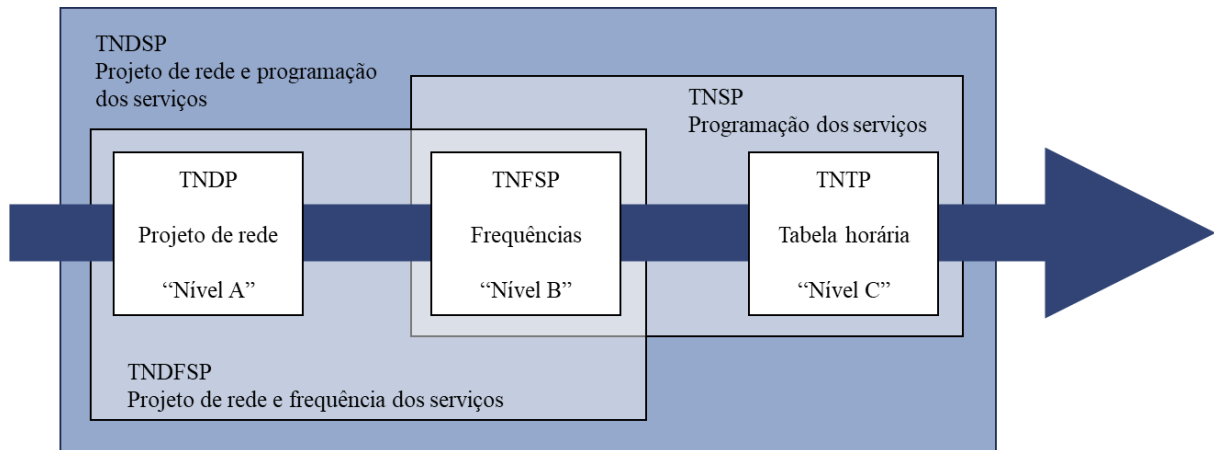 TNDSP
Projeto de rede e programação
dos serviços
TNSP
Programação dos serviços
TNDP
Projeto de rede
“Nível A”
TNFSP
Frequências
“Nível B”
TNTP
Tabela horária
“Nível C”
TNDFSP
Projeto de rede e frequência dos serviços